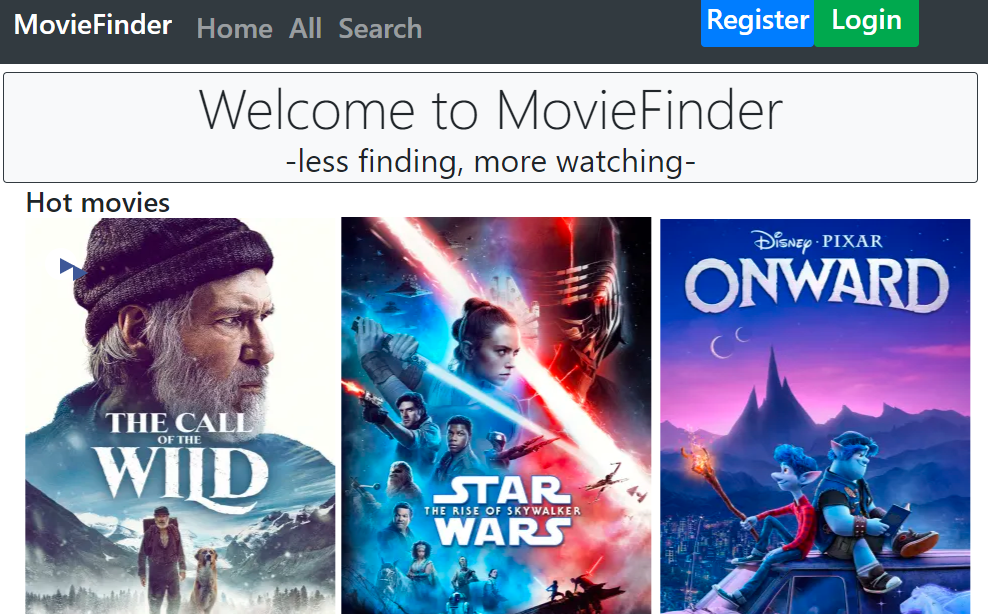 MovieFinder Home All Search Register Login
Welcome to MovieFinder
-less finding, more watching-
Hot movies
THE CALL
OF THE
WILD
STAR
THE RISE OF SKYWALKER
WARS
Disney · PIXAR
ONWARD